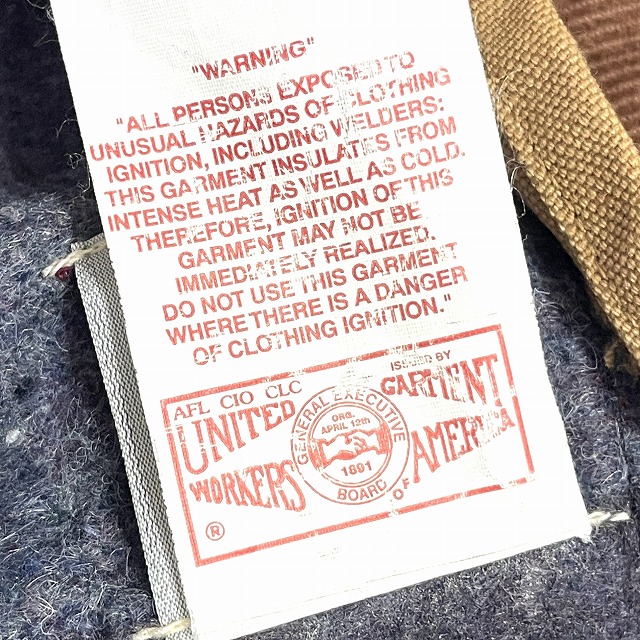 "WARNING"
"ALL PERSONS EXPOSED TO
UNUSUAL HAZARDS OF CLOTHING
IGNITION, INCLUDING WELDERS:
THIS GARMENT INSULATES FROM
INTENSE HEAT AS WELL AS COLD.
THEREFORE, IGNITION OF THIS
GARMENT MAY NOT BE
IMMEDIATELY REALIZED.
DO NOT USE THIS GARMENT
WHERE THERE IS A DANGER
OF CLOTHING IGNITION."
AFL CIO CLC
ISSUED BY
UNITED GARMENT
WORKERS OF AMERICA
GENERAL EXECUTIVE
BOARD
ORG.
APRIL 12th
1891
®